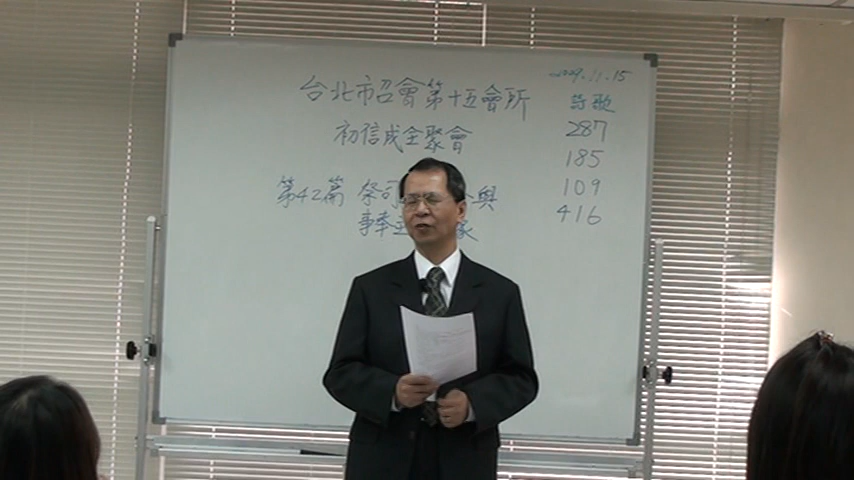 2009.11.15
台北市召會第十五會所
詩歌
初信成全聚會
287
185
第42篇 祭司 與
109
事奉
416